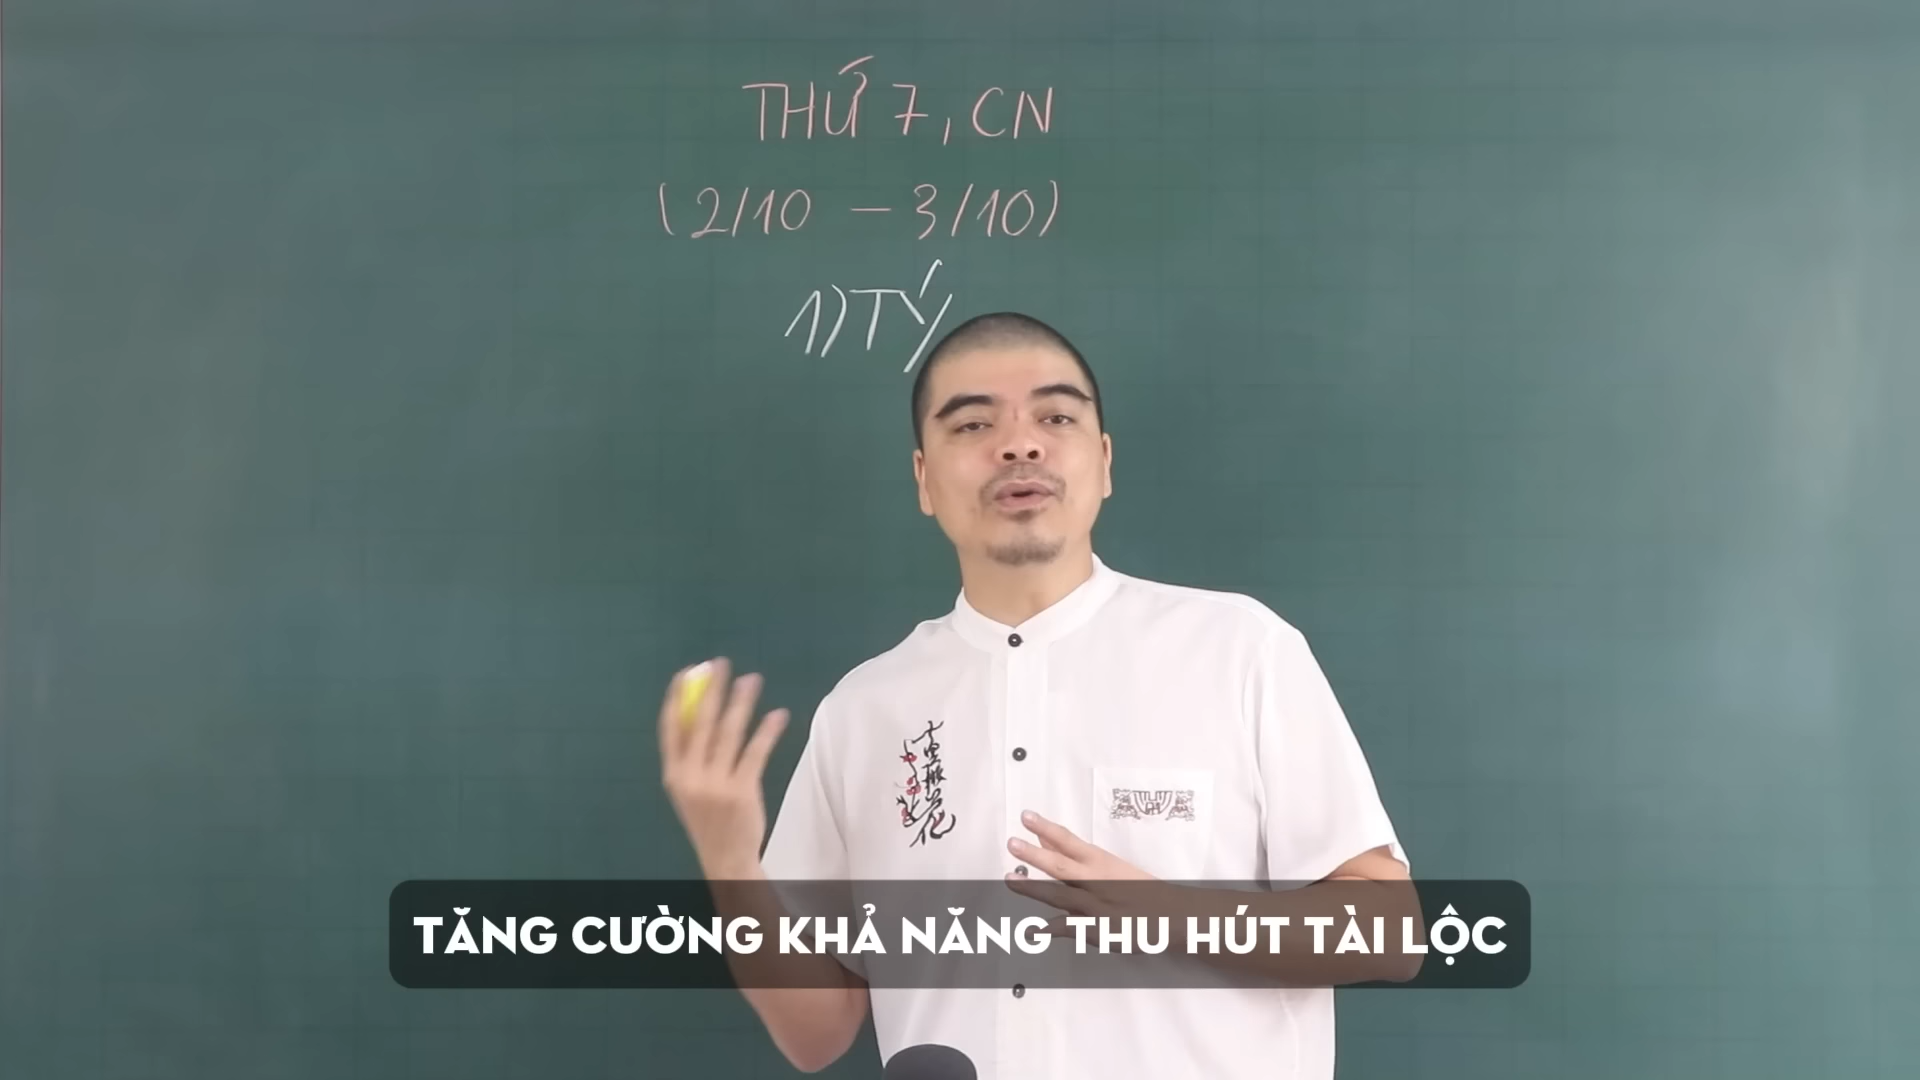 THỨ 7, CN
(2/10 - 3/10)
1) TÝ
TĂNG CƯỜNG KHẢ NĂNG THU HÚT TÀI LỘC